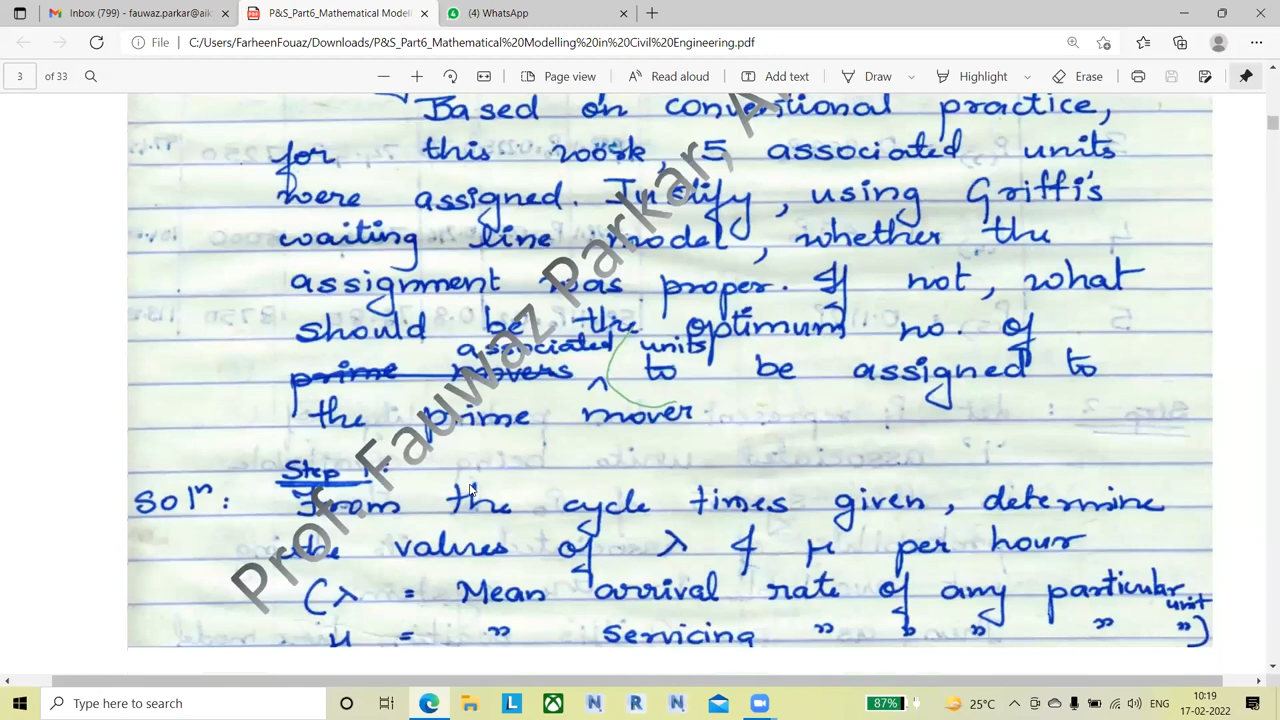 Inbox (799) - fauwaz.parkar@aik
P&S_Part6_Mathematical Modell
(4) WhatsApp
File
C:/Users/FarheenFouaz/Downloads/P&S_Part6_Mathematical%20Modelling%20in%20Civil%20Engineering.pdf
3 of 33
Page view
Read aloud
Add text
Draw
Highlight
Erase
Based on conventional practice,
for this work, 5 associated units
were assigned. Justify, using Griffi's
waiting line model, whether the
assignment was proper. If not, what
should be the optimum no. of
associated units
prime movers ^ to be assigned to
the prime mover.
Step 1:
Solⁿ: From the cycle times given, determine
the values of λ & μ per hour
(λ = Mean arrival rate of any particular unit
μ = " servicing " " " " ")
Prof. Fauwaz Parkar, A
Type here to search
87%
25°C
ENG
10:19
17-02-2022